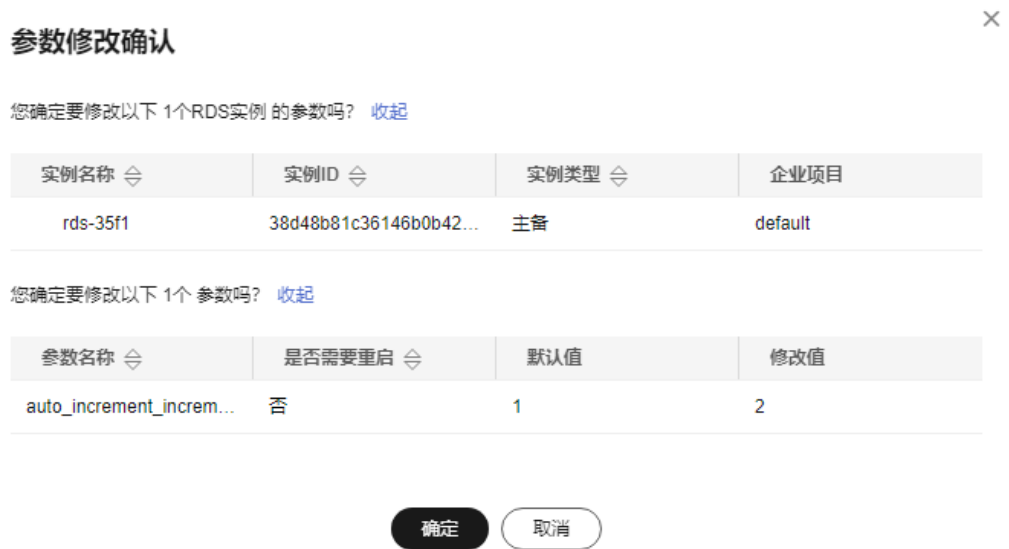 参数修改确认
您确定要修改以下 1个RDS实例 的参数吗? 收起
实例名称 实例ID 实例类型 企业项目
rds-35f1 38d48b81c36146b0b42... 主备 default
您确定要修改以下 1个 参数吗? 收起
参数名称 是否需要重启 默认值 修改值
auto_increment_increm... 否 1 2
确定 取消